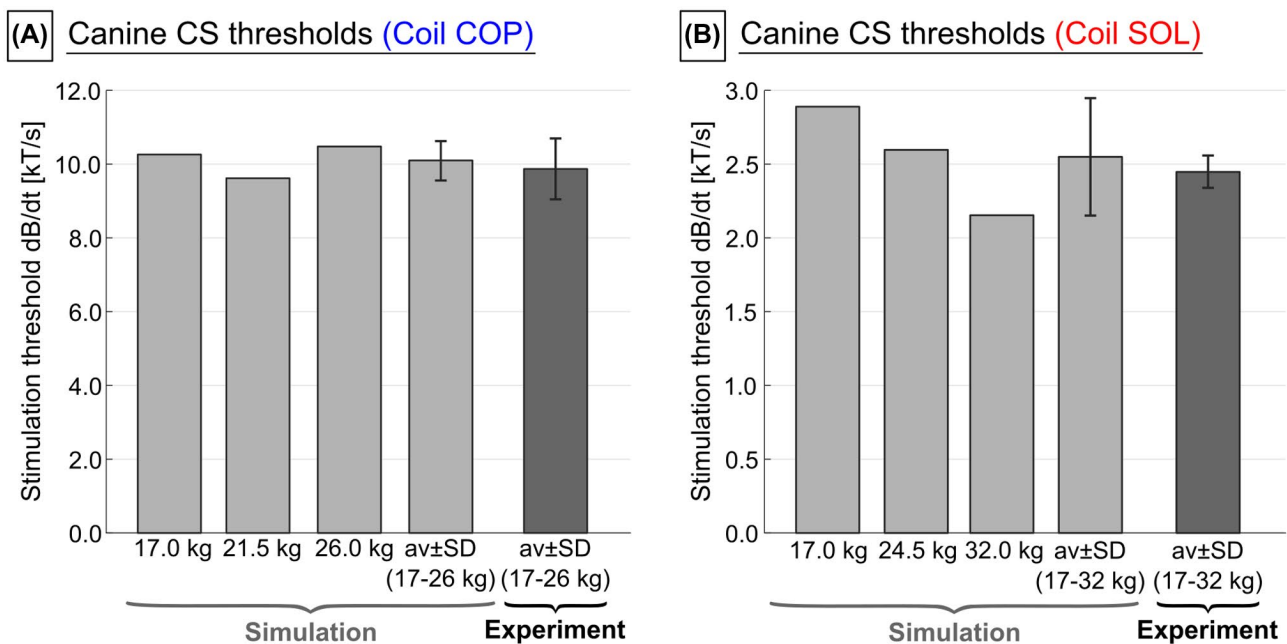 (A) Canine CS thresholds (Coil COP)
Stimulation threshold dB/dt [kT/s]
12.0
10.0
8.0
6.0
4.0
2.0
0.0
17.0 kg 21.5 kg 26.0 kg av±SD av±SD
(17-26 kg) (17-26 kg)
Simulation Experiment
(B) Canine CS thresholds (Coil SOL)
Stimulation threshold dB/dt [kT/s]
3.0
2.5
2.0
1.5
1.0
0.5
0.0
17.0 kg 24.5 kg 32.0 kg av±SD av±SD
(17-32 kg) (17-32 kg)
Simulation Experiment